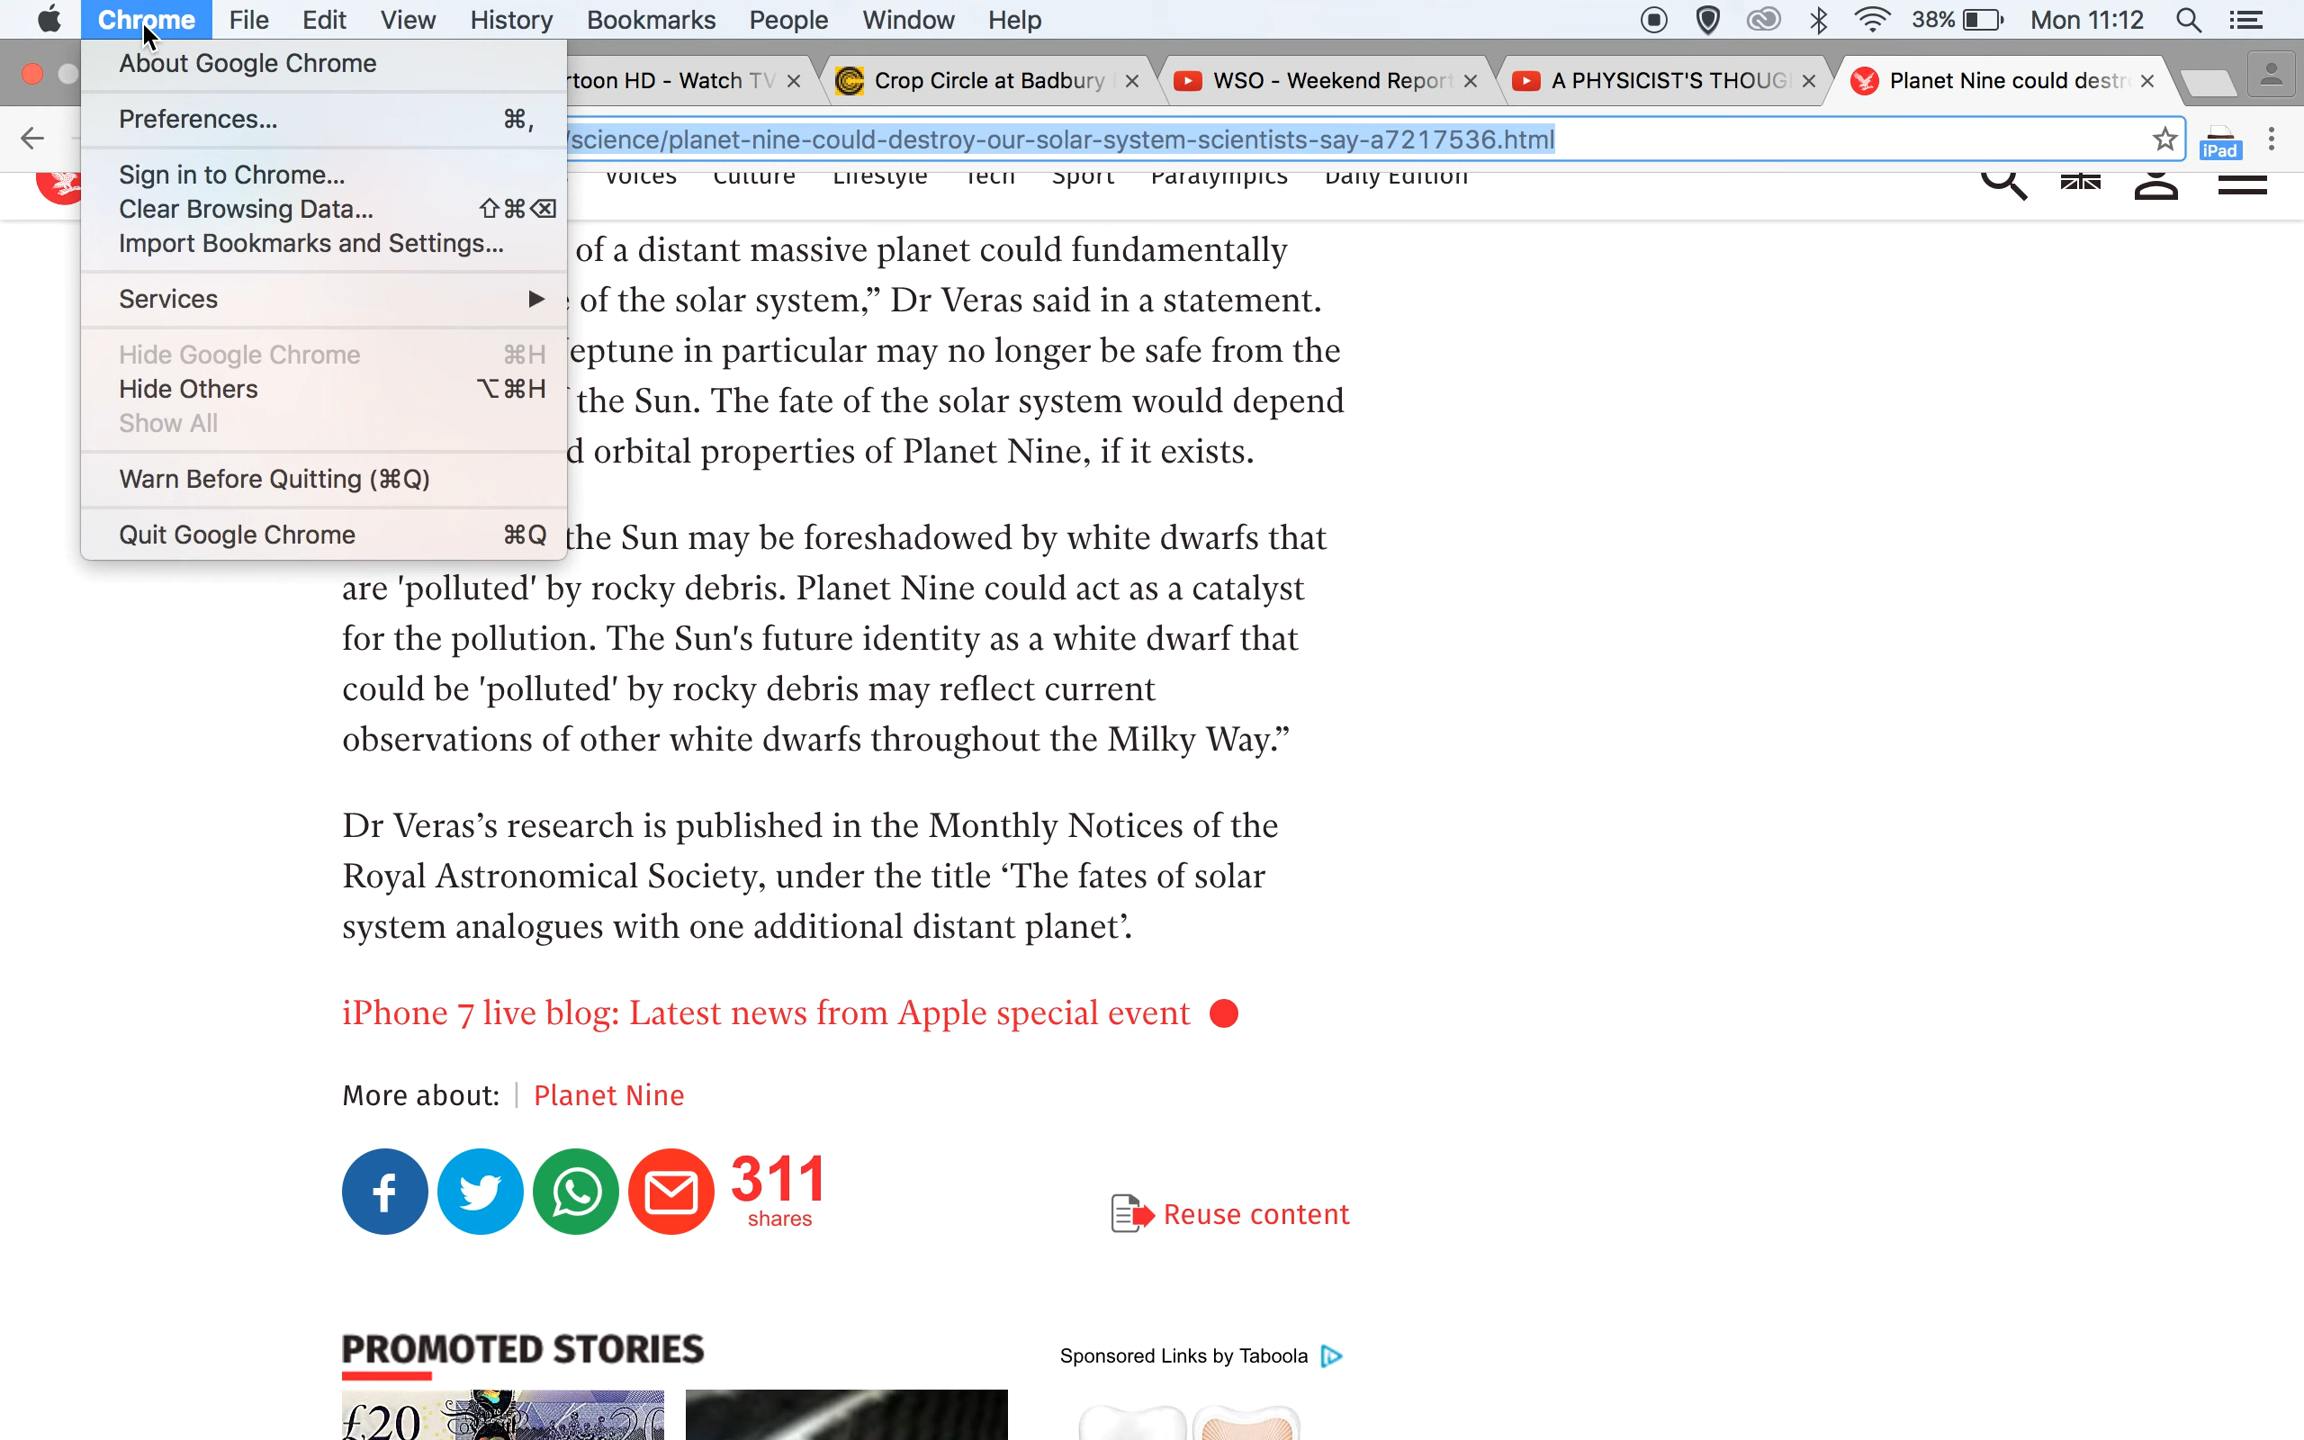 Chrome File Edit View History Bookmarks People Window Help 38% Mon 11:12
About Google Chrome
Preferences... ⌘,
Sign in to Chrome...
Clear Browsing Data... ⇧⌘⌫
Import Bookmarks and Settings...
Services ▶
Hide Google Chrome ⌘H
Hide Others ⌥⌘H
Show All
Warn Before Quitting (⌘Q)
Quit Google Chrome ⌘Q
rtoon HD - Watch TV Crop Circle at Badbury WSO - Weekend Report A PHYSICIST'S THOUG Planet Nine could destr
/science/planet-nine-could-destroy-our-solar-system-scientists-say-a7217536.html iPad
Voices Culture Lifestyle Tech Sport Paralympics Daily Edition
of a distant massive planet could fundamentally
of the solar system,” Dr Veras said in a statement.
eptune in particular may no longer be safe from the
the Sun. The fate of the solar system would depend
d orbital properties of Planet Nine, if it exists.
the Sun may be foreshadowed by white dwarfs that
are 'polluted' by rocky debris. Planet Nine could act as a catalyst
for the pollution. The Sun's future identity as a white dwarf that
could be 'polluted' by rocky debris may reflect current
observations of other white dwarfs throughout the Milky Way.”
Dr Veras’s research is published in the Monthly Notices of the
Royal Astronomical Society, under the title ‘The fates of solar
system analogues with one additional distant planet’.
iPhone 7 live blog: Latest news from Apple special event
More about: | Planet Nine
311
shares
Reuse content
PROMOTED STORIES
Sponsored Links by Taboola
£20